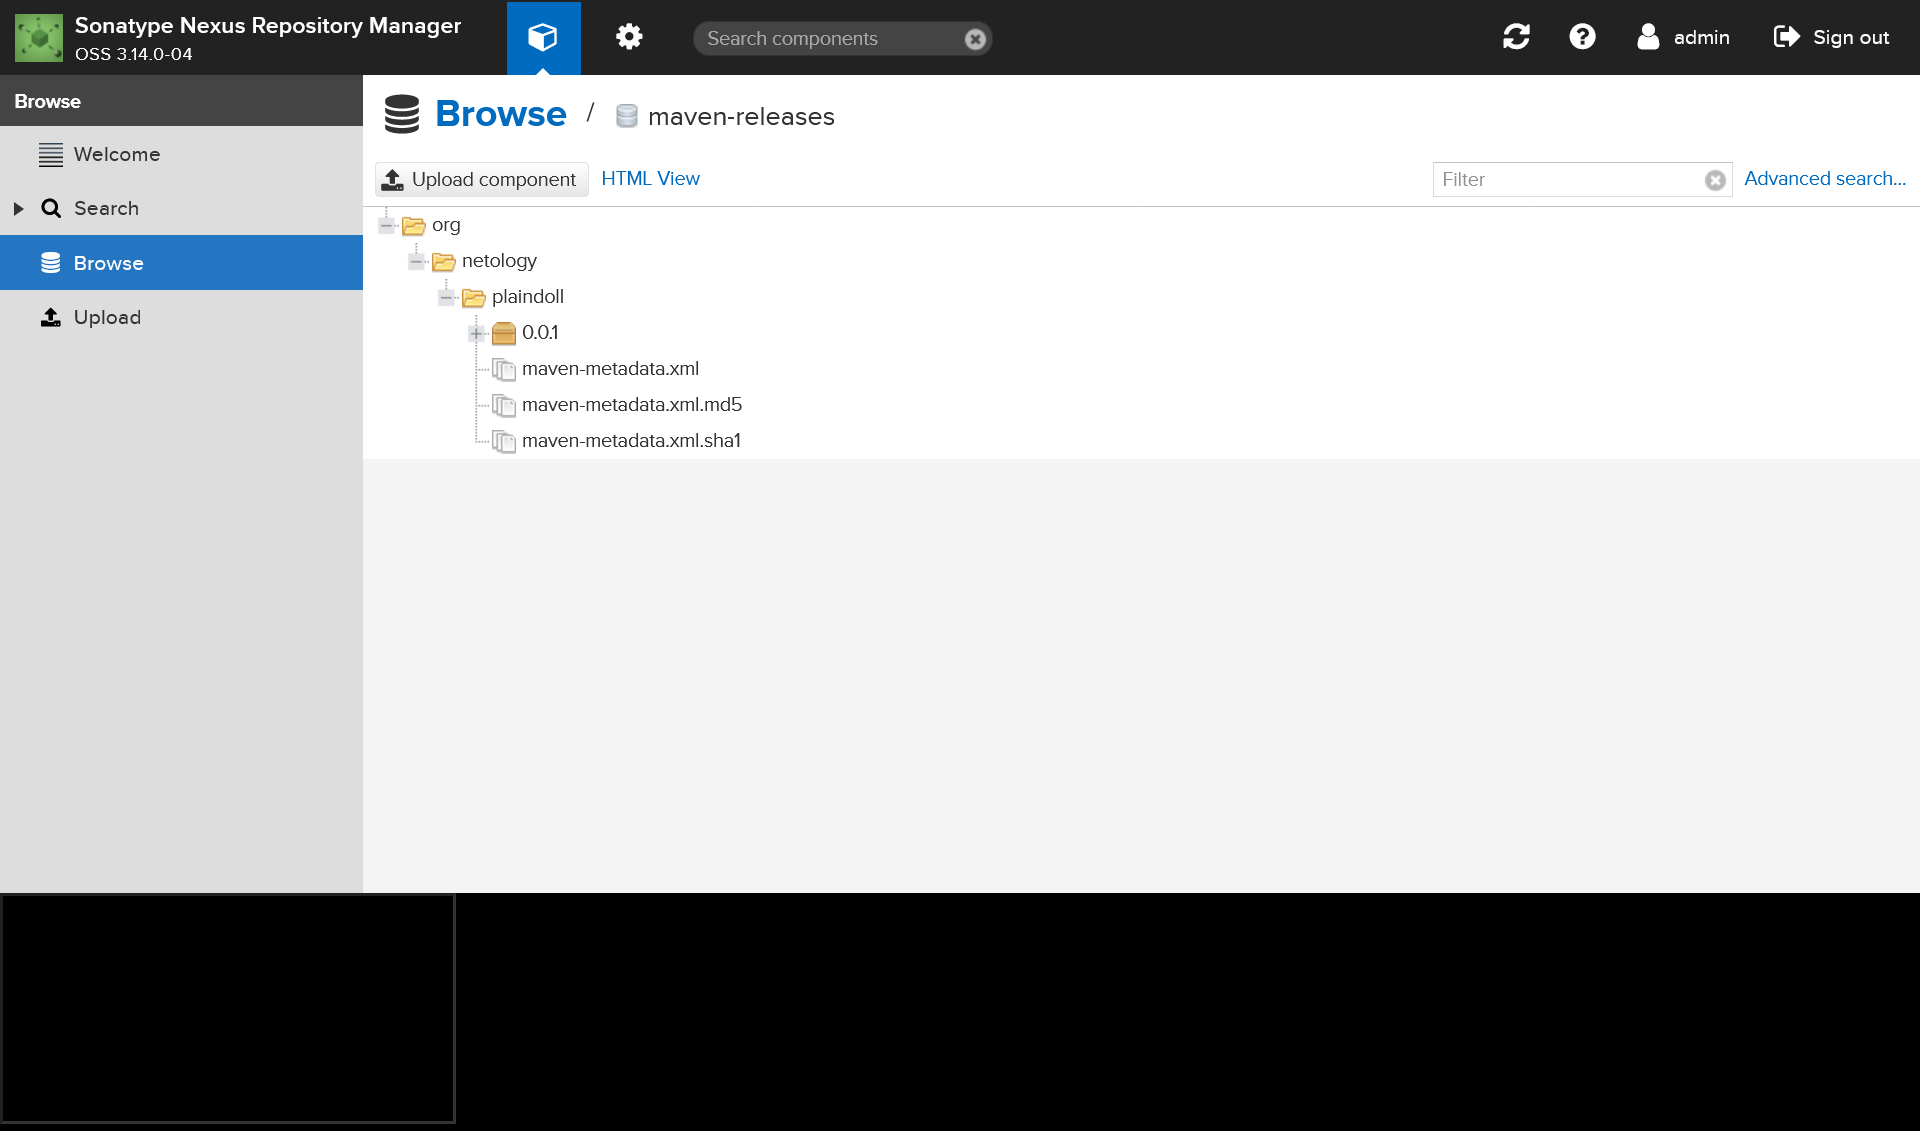 Sonatype Nexus Repository Manager
OSS 3.14.0-04
Search components
admin
Sign out
Browse
Welcome
Search
Browse
Upload
Browse / maven-releases
Upload component
HTML View
Filter
Advanced search...
org
netology
plaindoll
0.0.1
maven-metadata.xml
maven-metadata.xml.md5
maven-metadata.xml.sha1